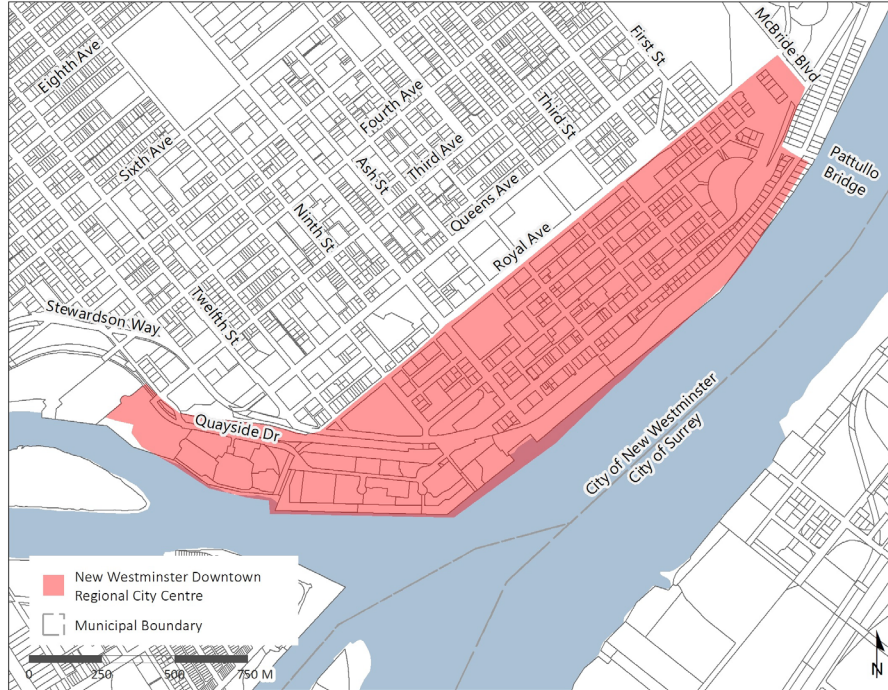 McBride Blvd
First St
Eighth Ave
Fourth Ave
Third St
Sixth Ave
Third Ave
Ash St
Pattullo
Bridge
Queens Ave
Ninth St
Royal Ave
Twelfth St
Stewardson Way
Quayside Dr
City of New Westminster
City of Surrey
New Westminster Downtown
Regional City Centre
Municipal Boundary
0 250 500 750 M
N